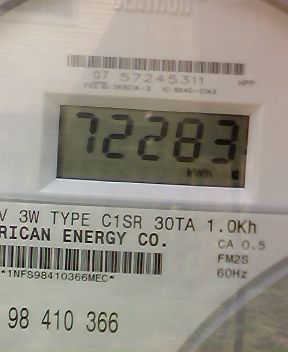 CENTRON
07 57245311
72283
kWh
V 3W TYPE C1SR 30TA 1.0Kh
RICAN ENERGY CO.
CA 0.5
FM2S
60Hz
*1NFS98410366MEC*
98 410 366